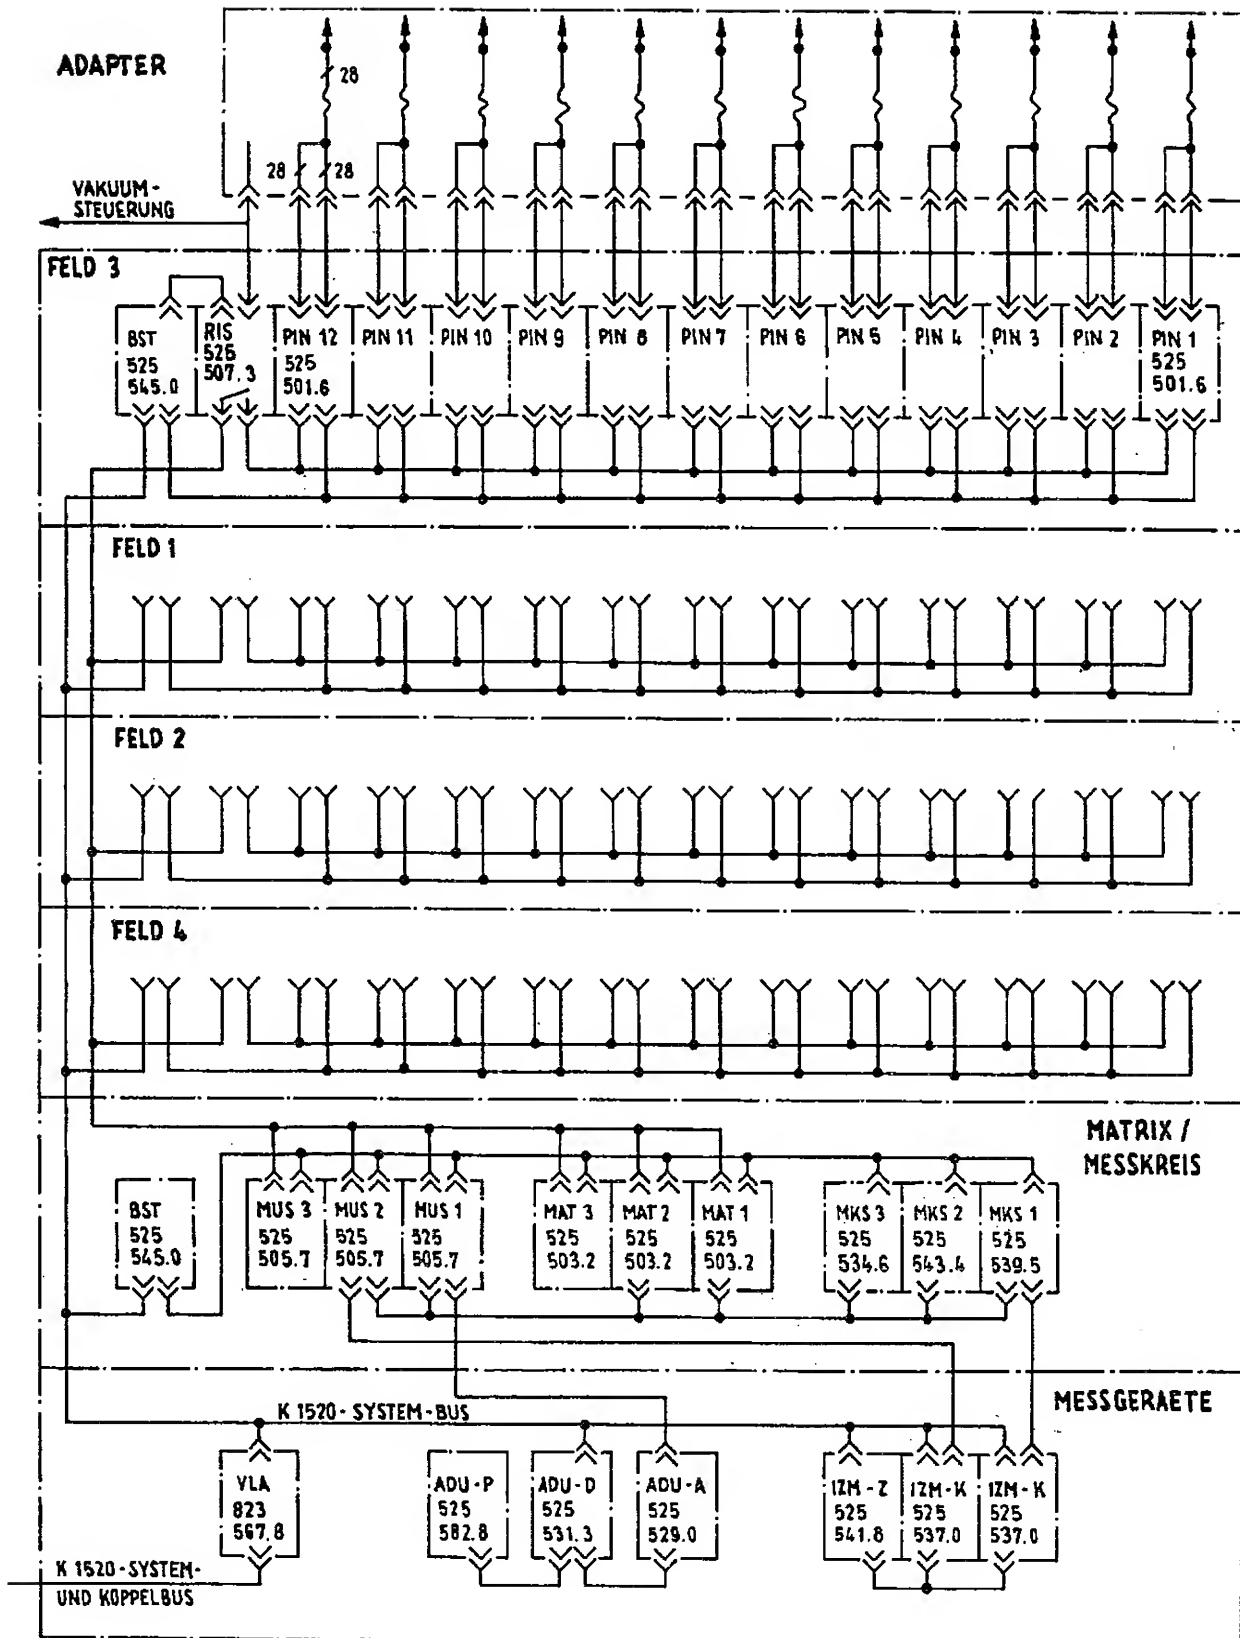 ADAPTER
28
28
28
VAKUUM-
STEUERUNG
FELD 3
BST
525
545.0
RIS
525
507.3
PIN 12
525
501.6
PIN 11
PIN 10
PIN 9
PIN 8
PIN 7
PIN 6
PIN 5
PIN 4
PIN 3
PIN 2
PIN 1
525
501.6
FELD 1
FELD 2
FELD 4
MATRIX /
MESSKREIS
BST
525
545.0
MUS 3
525
505.7
MUS 2
525
505.7
MUS 1
525
505.7
MAT 3
525
503.2
MAT 2
525
503.2
MAT 1
525
503.2
MKS 3
525
534.6
MKS 2
525
543.4
MKS 1
525
539.5
MESSGERAETE
K 1520-SYSTEM-BUS
VLA
823
567.8
ADU-P
525
582.8
ADU-D
525
531.3
ADU-A
525
529.0
IZM-Z
525
541.8
IZM-K
525
537.0
IZM-K
525
537.0
K 1520-SYSTEM-
UND KOPPELBUS